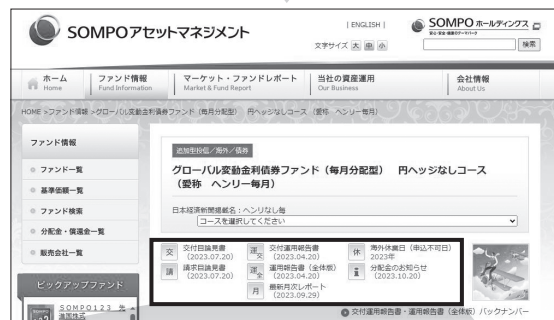 SOMPOアセットマネジメント
| ENGLISH |
SOMPO ホールディングス
安心・安全・健康のテーマパーク
文字サイズ 大 中 小
検索
ホーム
Home
ファンド情報
Fund Information
マーケット・ファンドレポート
Market & Fund Report
当社の資産運用
Our Business
会社情報
About Us
HOME >ファンド情報 >グローバル変動金利債券ファンド(毎月分配型) 円ヘッジなしコース (愛称 ヘンリー毎月)
ファンド情報
ファンド一覧
基準価額一覧
ファンド検索
分配金・償還金一覧
販売会社一覧
ピックアップファンド
SOMPO123 先
進国株式
追加型投信/海外/債券
グローバル変動金利債券ファンド(毎月分配型) 円ヘッジなしコース
(愛称 ヘンリー毎月)
日本経済新聞掲載名:ヘンリなし毎
コースを選択してください
交 交付目論見書
(2023.07.20)
請 請求目論見書
(2023.07.20)
運交 交付運用報告書
(2023.04.20)
運全 運用報告書(全体版)
(2023.04.20)
月 最新月次レポート
(2023.09.29)
休 海外休業日(申込不可日)
2023年
分配金のお知らせ
(2023.10.20)
交付運用報告書・運用報告書(全体版)バックナンバー